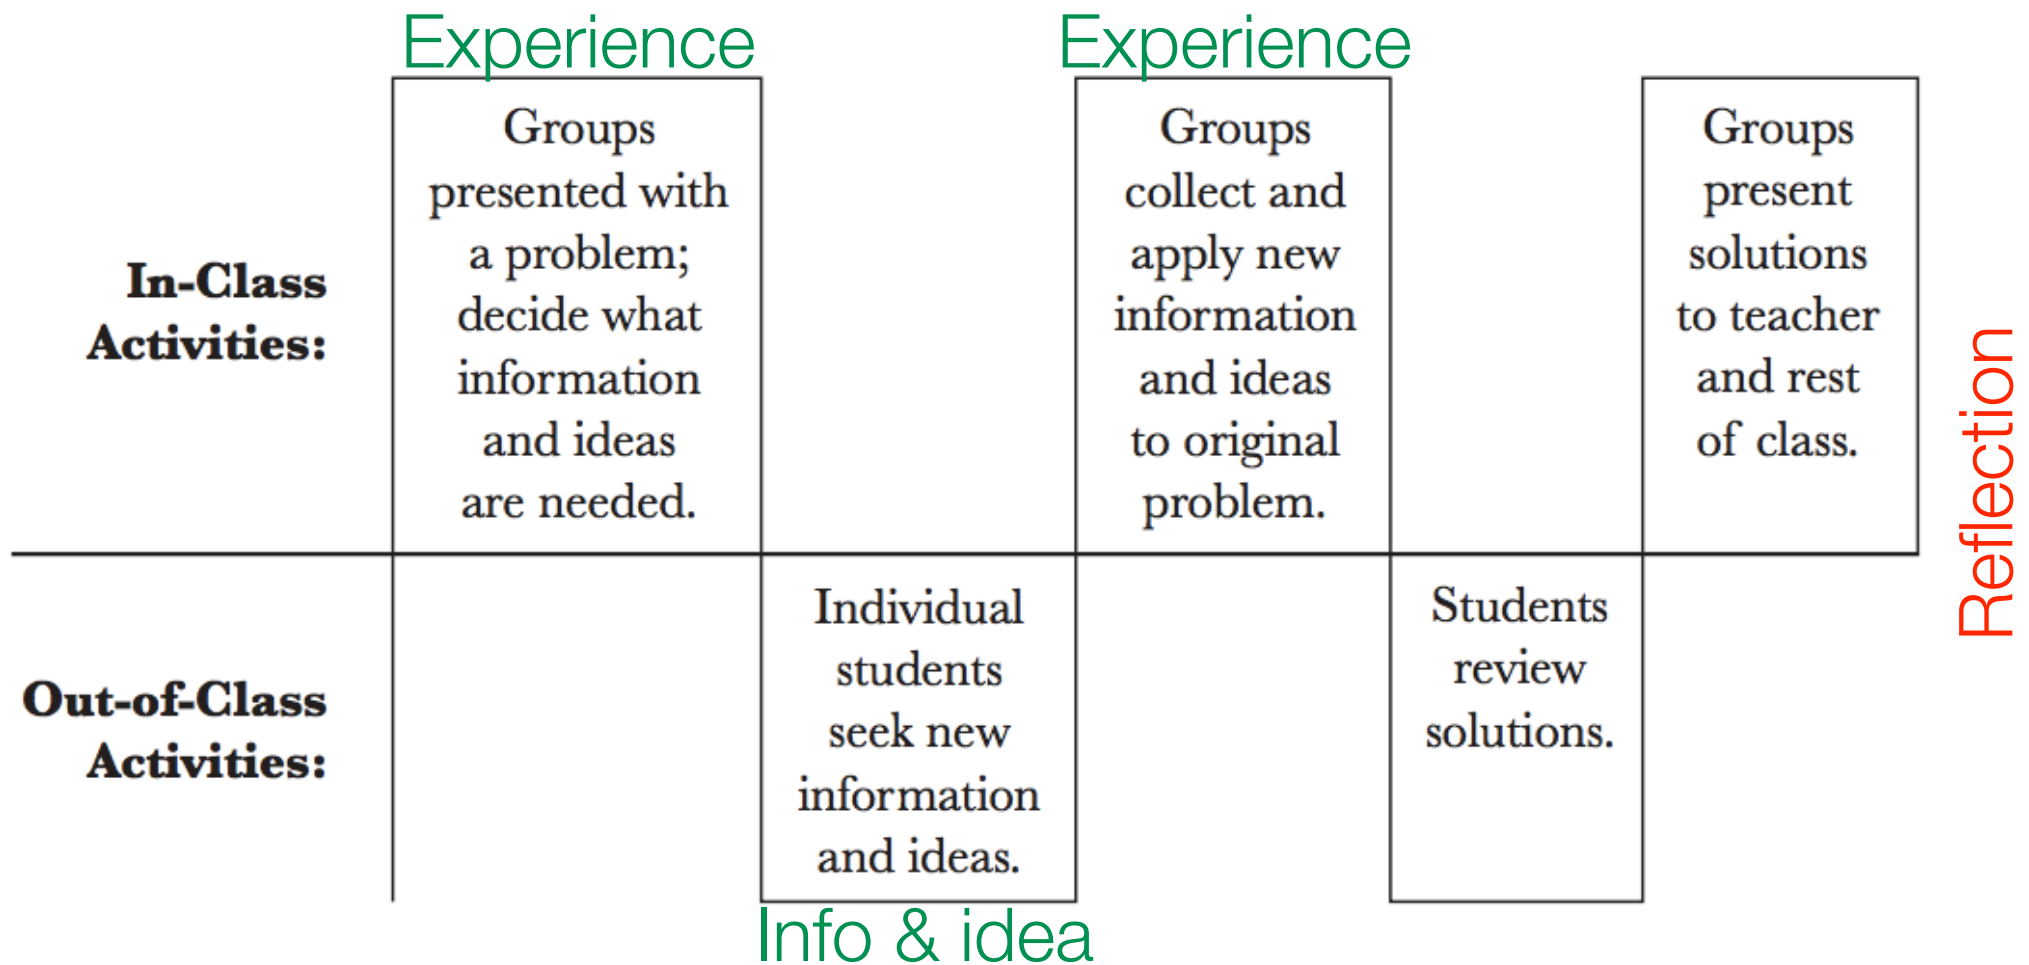 Experience
Experience
In-Class
Activities:
Groups
presented with
a problem;
decide what
information
and ideas
are needed.
Groups
collect and
apply new
information
and ideas
to original
problem.
Groups
present
solutions
to teacher
and rest
of class.
Reflection
Out-of-Class
Activities:
Individual
students
seek new
information
and ideas.
Students
review
solutions.
Info & idea